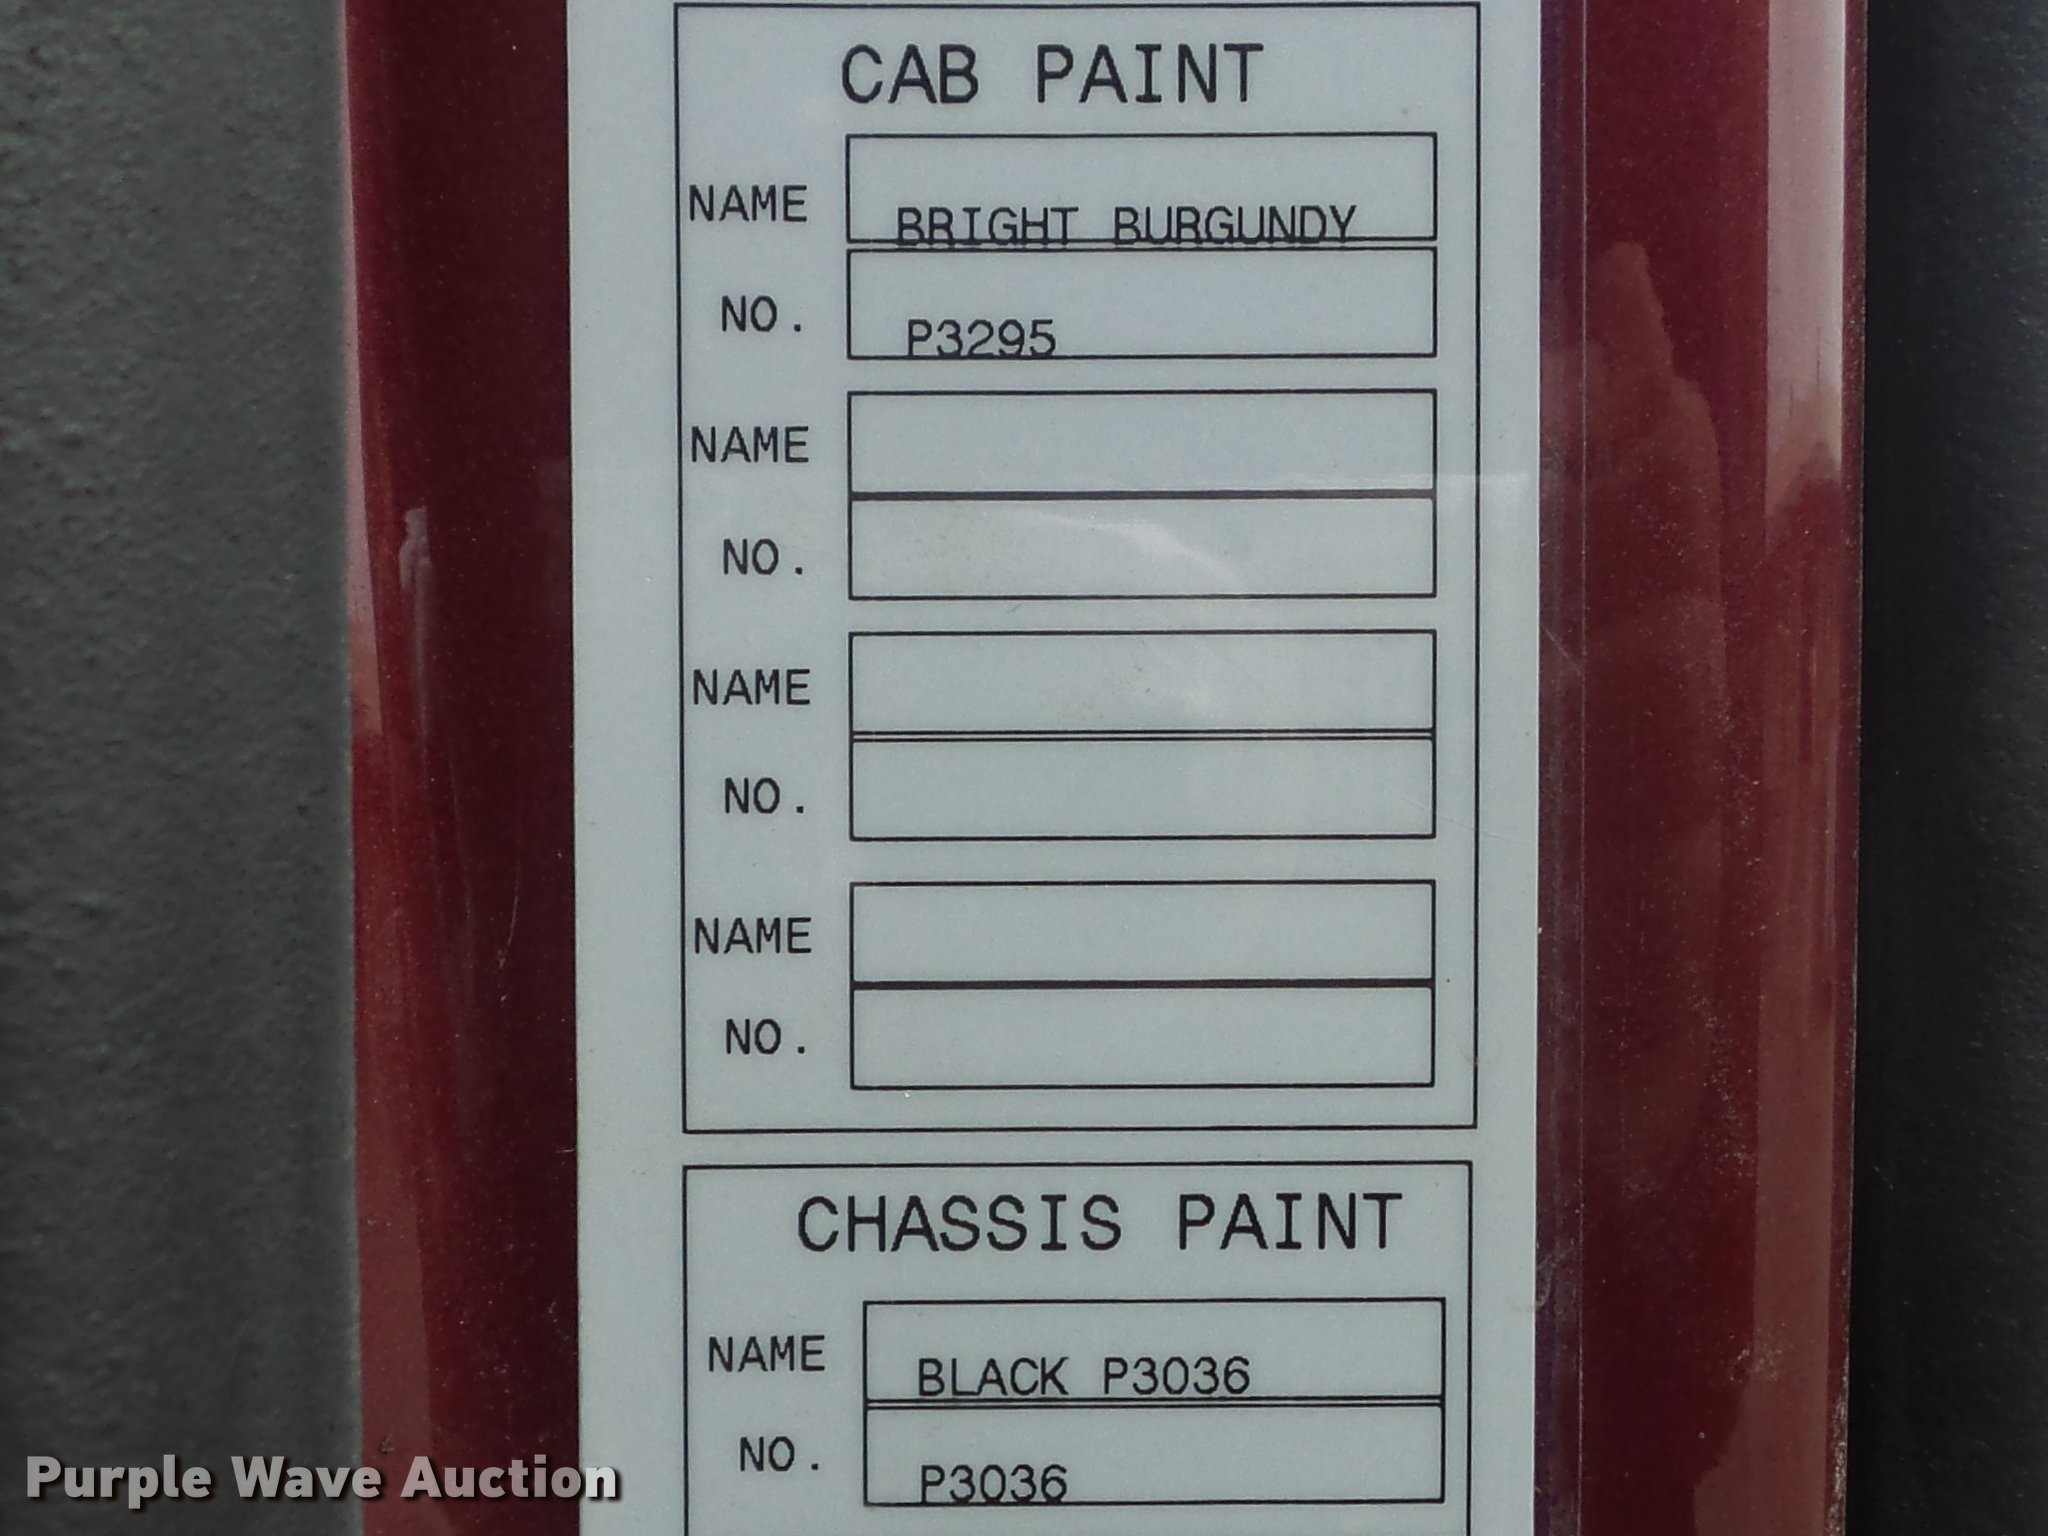 CAB PAINT
NAME BRIGHT BURGUNDY
NO. P3295
NAME
NO.
NAME
NO.
NAME
NO.
CHASSIS PAINT
NAME BLACK P3036
NO. P3036
Purple Wave Auction